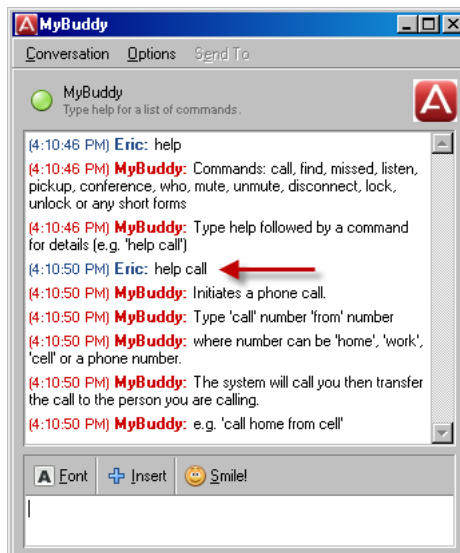 MyBuddy
Conversation Options Send To
MyBuddy
Type help for a list of commands.
(4:10:46 PM) Eric: help
(4:10:46 PM) MyBuddy: Commands: call, find, missed, listen,
pickup, conference, who, mute, unmute, disconnect, lock,
unlock or any short forms
(4:10:46 PM) MyBuddy: Type help followed by a command
for details (e.g. 'help call')
(4:10:50 PM) Eric: help call
(4:10:50 PM) MyBuddy: Initiates a phone call.
(4:10:50 PM) MyBuddy: Type 'call' number 'from' number
(4:10:50 PM) MyBuddy: where number can be 'home', 'work',
'cell' or a phone number.
(4:10:50 PM) MyBuddy: The system will call you then transfer
the call to the person you are calling.
(4:10:50 PM) MyBuddy: e.g. 'call home from cell'
A Font Insert Smile!